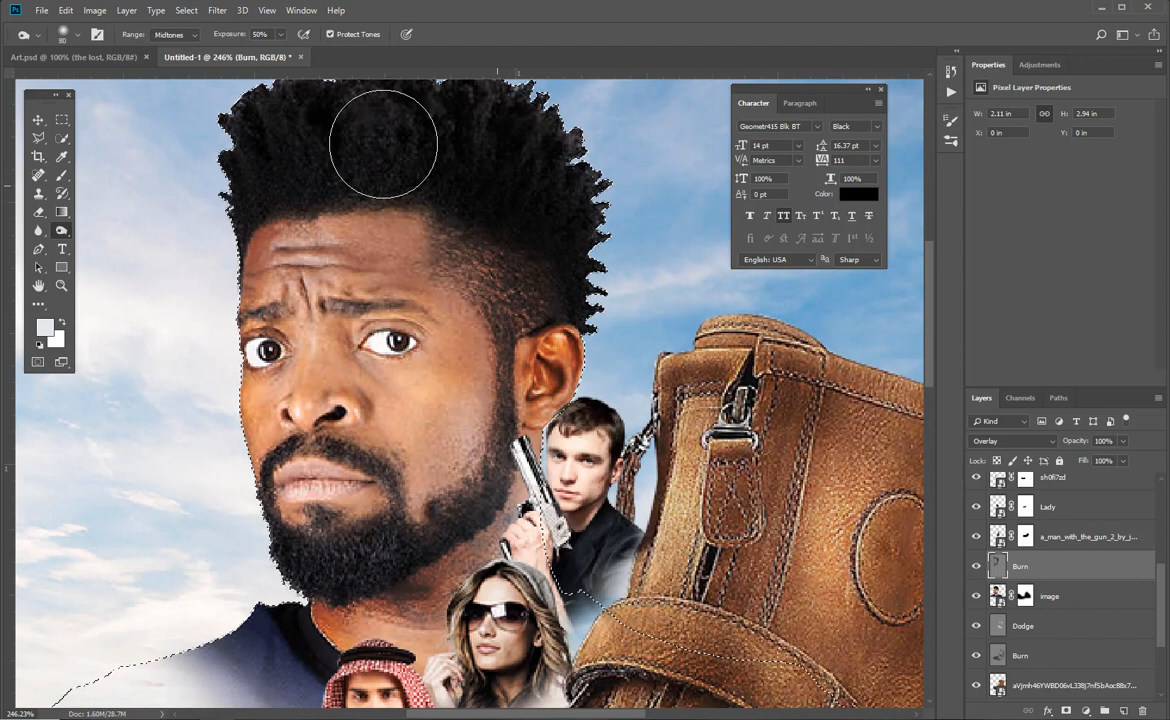 Ps File Edit Image Layer Type Select Filter 3D View Window Help
80 Range: Midtones Exposure: 50% Protect Tones
Art.psd @ 100% (the lost, RGB/8#) × Untitled-1 @ 246% (Burn, RGB/8) * ×
Properties Adjustments
Pixel Layer Properties
W: 2.11 in H: 2.94 in
X: 0 in Y: 0 in
Character Paragraph
Geometr415 Blk BT Black
14 pt 16.37 pt
Metrics 111
100% 100%
0 pt Color:
English: USA Sharp
Layers Channels Paths
Kind
Overlay Opacity: 100%
Lock: Fill: 100%
sh0fi7zd
Lady
a_man_with_the_gun_2_by_j...
Burn
image
Dodge
Burn
aVjmh46YWBD06vL338j7nf5bAoc88x7...
246.23% Doc: 1.60M/28.7M